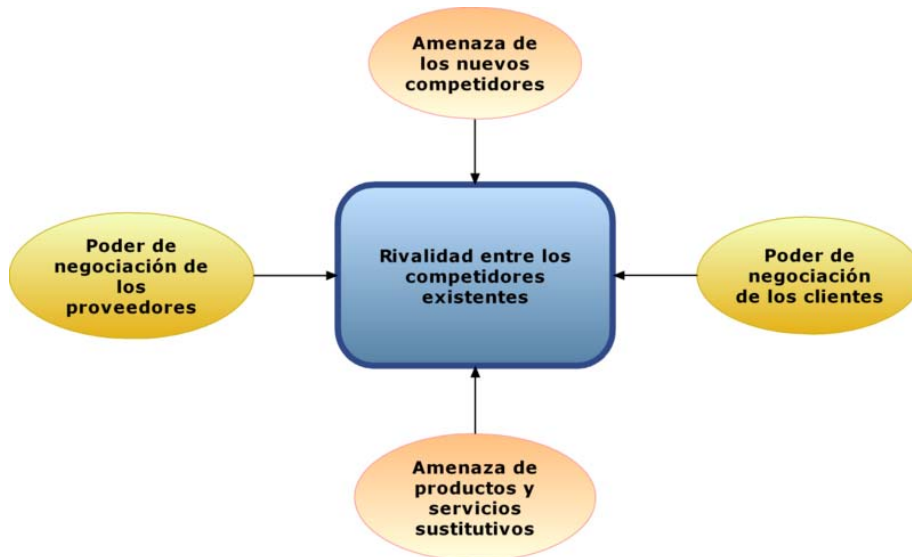 Amenaza de
los nuevos
competidores
Poder de
negociación de
los
proveedores
Rivalidad entre los
competidores
existentes
Poder de
negociación
de los clientes
Amenaza de
productos y
servicios
sustitutivos